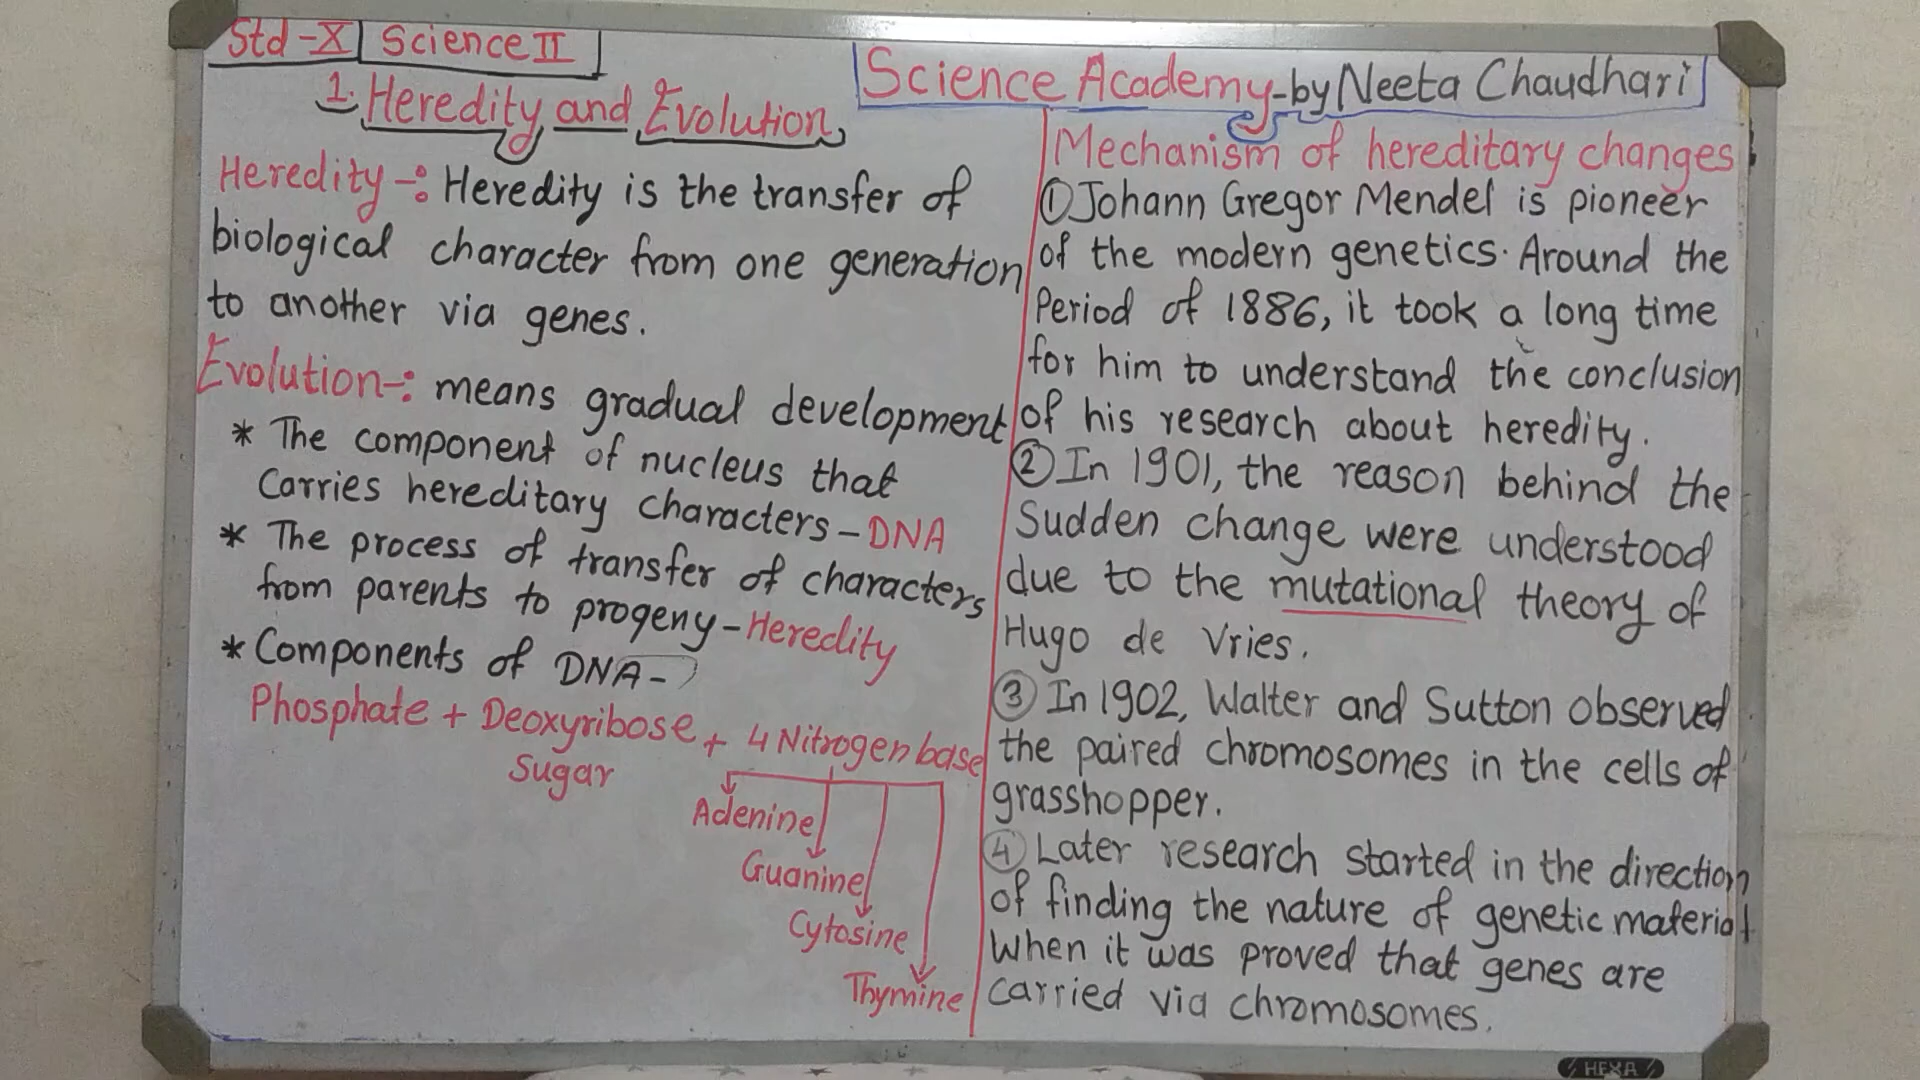 Std-X Science II
1. Heredity and Evolution
Heredity -: Heredity is the transfer of
biological character from one generation
to another via genes.
Evolution-: means gradual development
* The component of nucleus that
Carries hereditary characters - DNA
* The process of transfer of characters
from parents to progeny - Heredity
* Components of DNA -
Phosphate + Deoxyribose + 4 Nitrogen base
Sugar
Adenine
Guanine
Cytosine
Thymine
Science Academy - by Neeta Chaudhari
Mechanism of hereditary changes
① Johann Gregor Mendel is pioneer
of the modern genetics. Around the
Period of 1886, it took a long time
for him to understand the conclusion
of his research about heredity.
② In 1901, the reason behind the
Sudden change were understood
due to the mutational theory of
Hugo de Vries.
③ In 1902, Walter and Sutton observed
the paired chromosomes in the cells of
grasshopper.
④ Later research started in the direction
of finding the nature of genetic material
When it was proved that genes are
carried via chromosomes.
HEXA